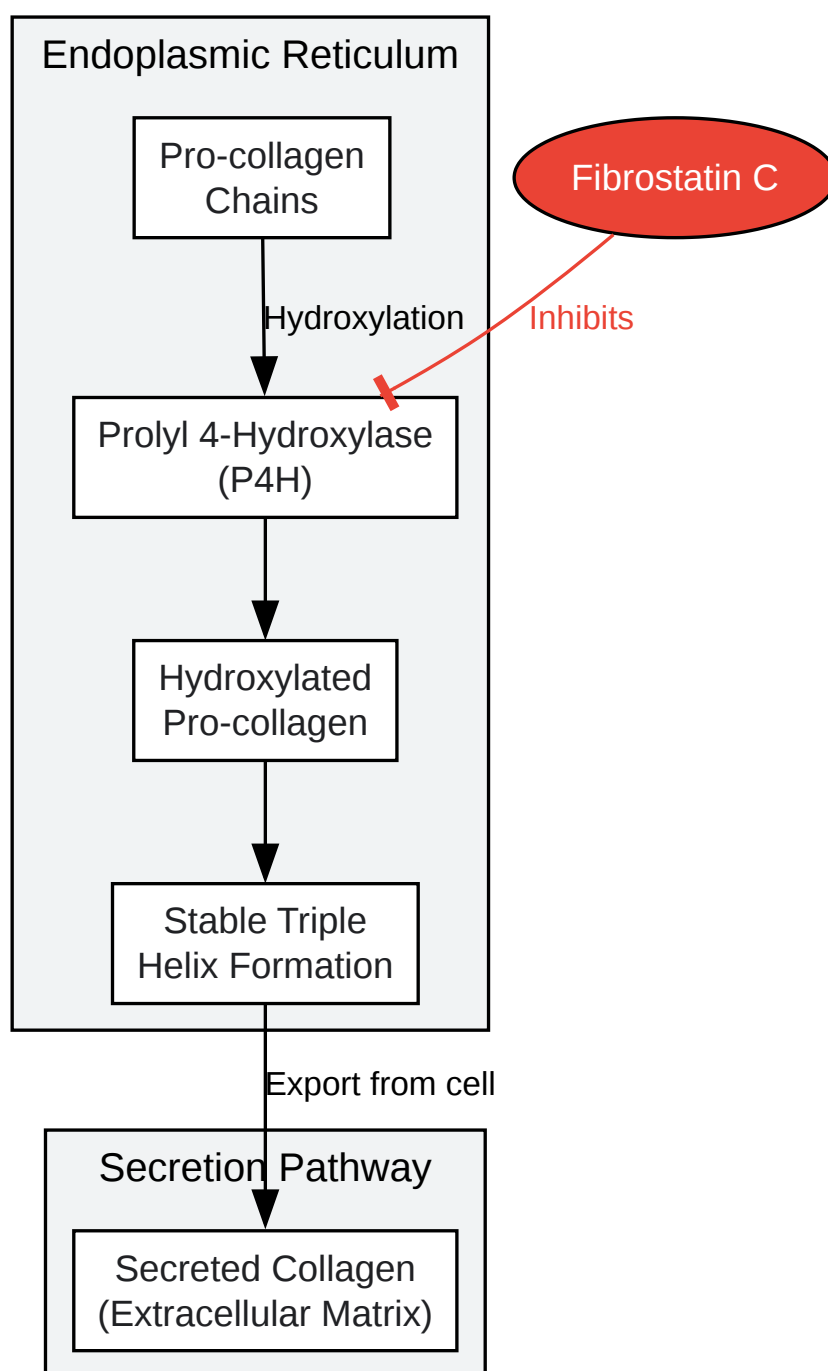 Endoplasmic Reticulum
Pro-collagen
Chains
Fibrostatin C
Hydroxylation
Inhibits
Prolyl 4-Hydroxylase
(P4H)
Hydroxylated
Pro-collagen
Stable Triple
Helix Formation
Export from cell
Secretion Pathway
Secreted Collagen
(Extracellular Matrix)